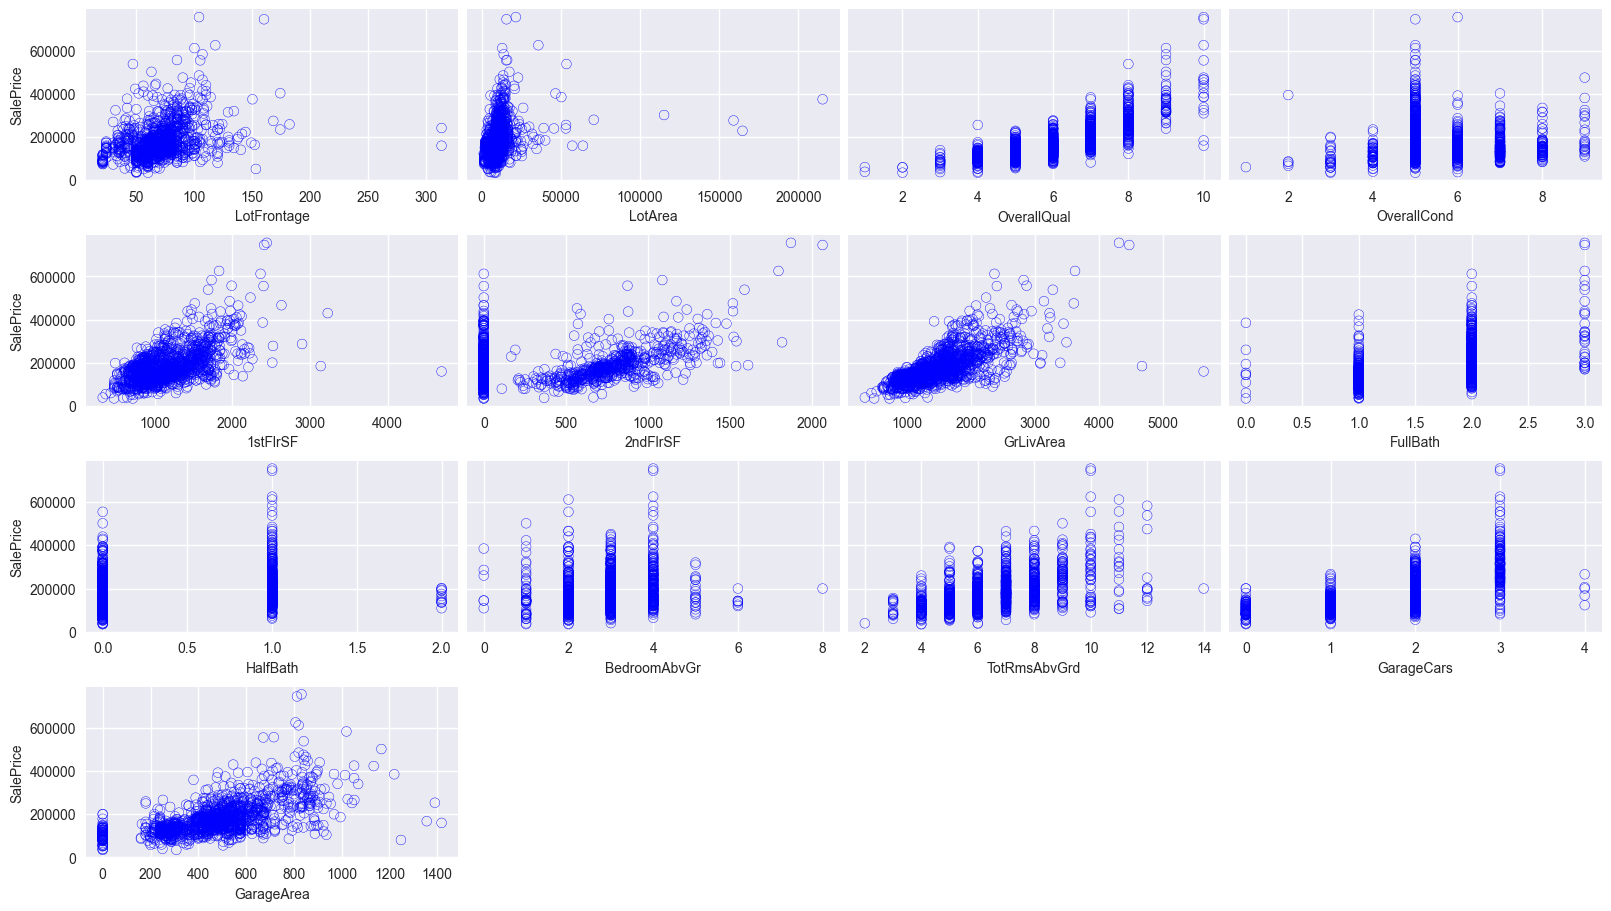 SalePrice
600000
400000
200000
0
50 100 150 200 250 300
LotFrontage
0 50000 100000 150000 200000
LotArea
2 4 6 8 10
OverallQual
2 4 6 8
OverallCond
SalePrice
600000
400000
200000
0
1000 2000 3000 4000
1stFlrSF
0 500 1000 1500 2000
2ndFlrSF
1000 2000 3000 4000 5000
GrLivArea
0.0 0.5 1.0 1.5 2.0 2.5 3.0
FullBath
SalePrice
600000
400000
200000
0
0.0 0.5 1.0 1.5 2.0
HalfBath
0 2 4 6 8
BedroomAbvGr
2 4 6 8 10 12 14
TotRmsAbvGrd
0 1 2 3 4
GarageCars
SalePrice
600000
400000
200000
0
0 200 400 600 800 1000 1200 1400
GarageArea